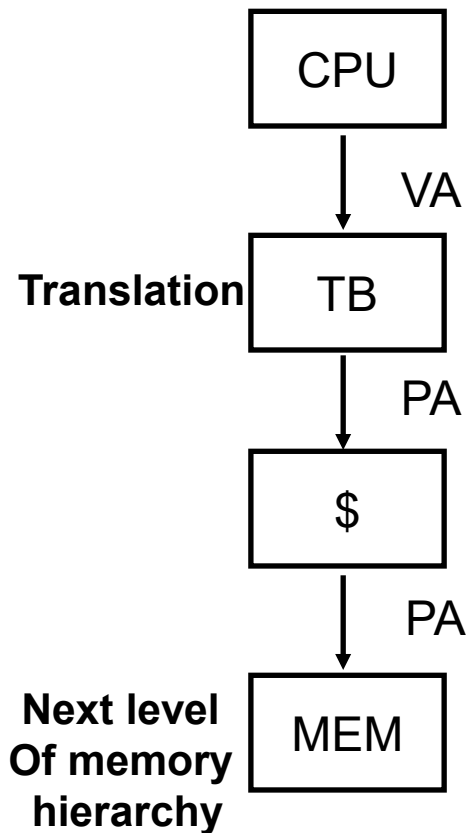 CPU
VA
Translation
TB
PA
$
PA
Next level
Of memory
hierarchy
MEM